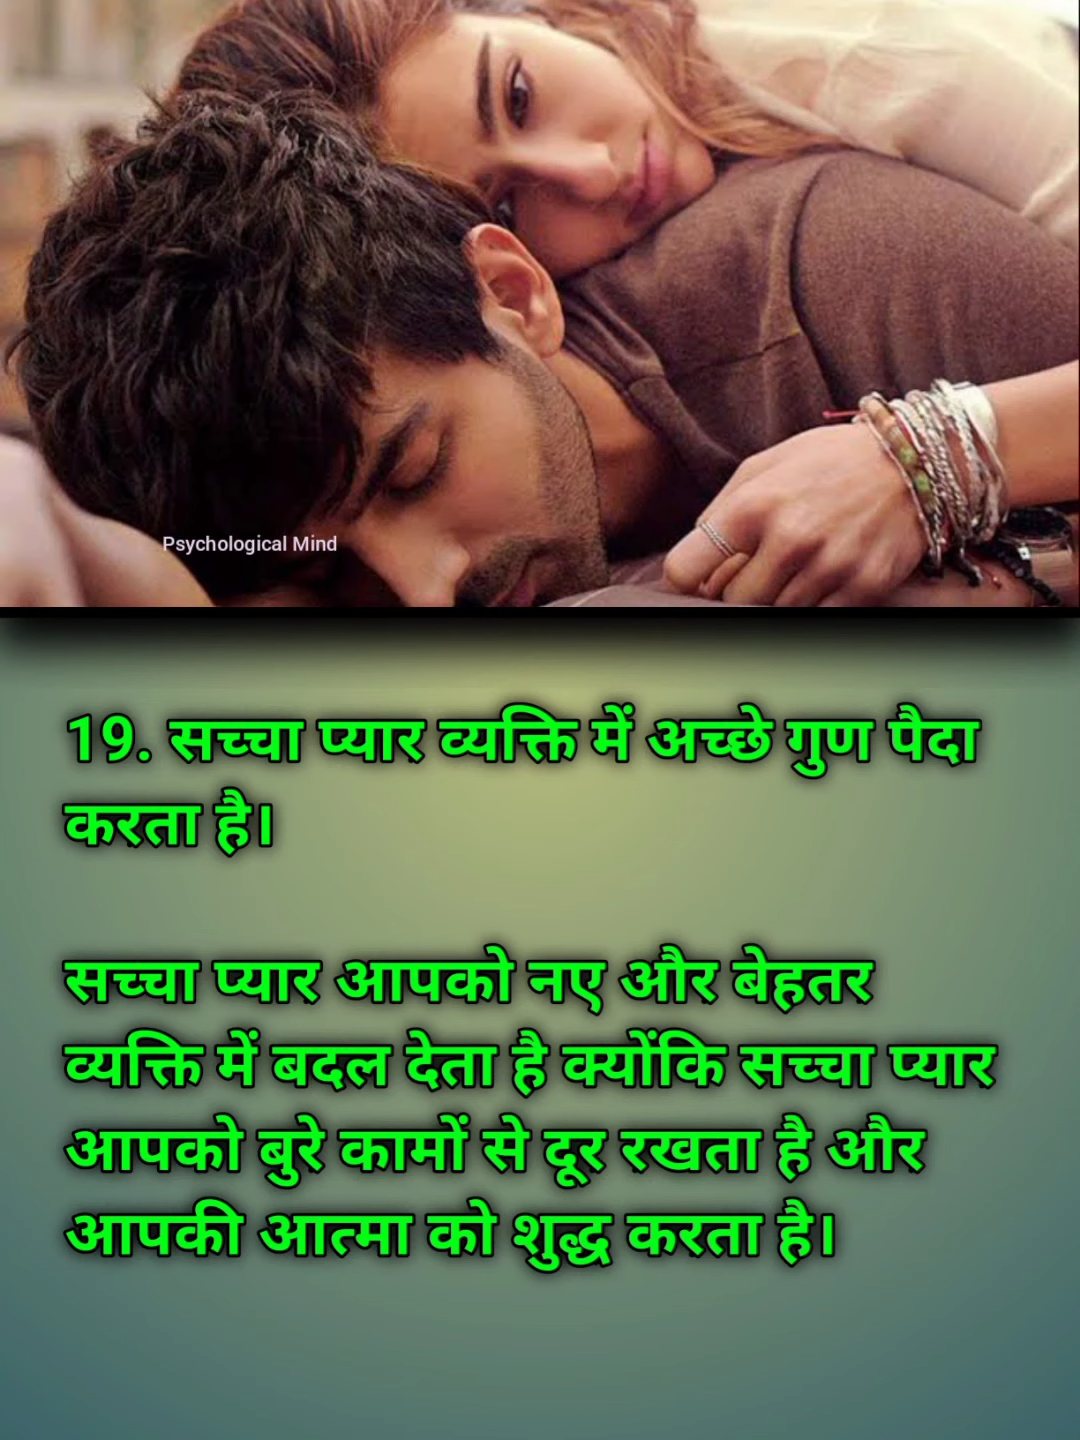 Psychological Mind
19. सच्चा प्यार व्यक्ति में अच्छे गुण पैदा
करता है।
सच्चा प्यार आपको नए और बेहतर
व्यक्ति में बदल देता है क्योंकि सच्चा प्यार
आपको बुरे कामों से दूर रखता है और
आपकी आत्मा को शुद्ध करता है।